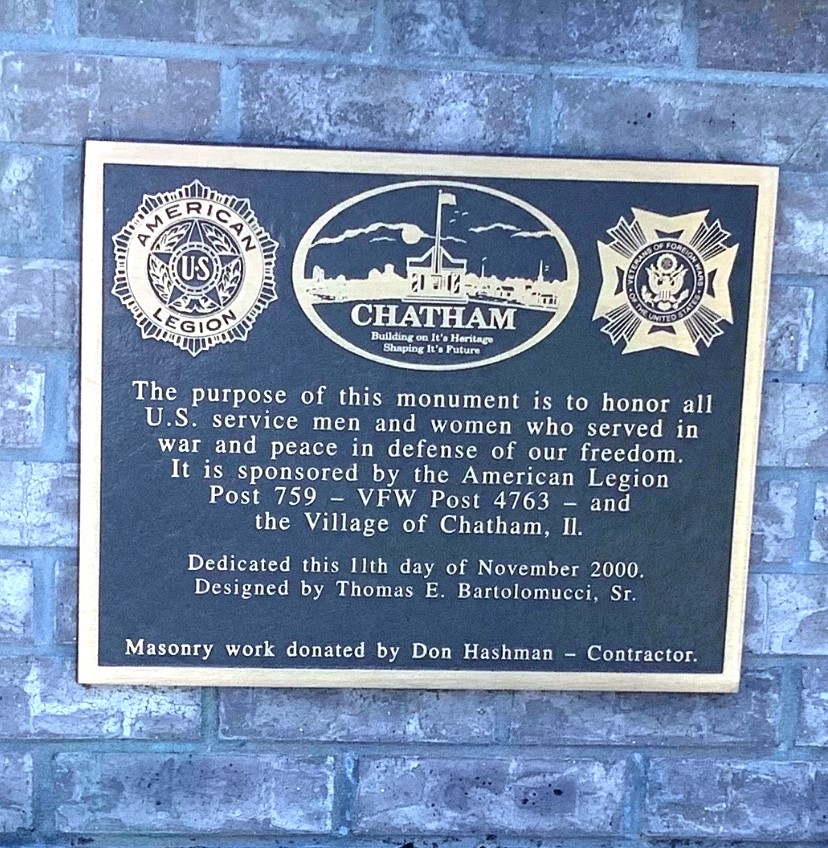 AMERICAN
U·S
LEGION
CHATHAM
Building on It's Heritage
Shaping It's Future
VETERANS OF FOREIGN WARS
OF THE UNITED STATES
The purpose of this monument is to honor all
U.S. service men and women who served in
war and peace in defense of our freedom.
It is sponsored by the American Legion
Post 759 – VFW Post 4763 – and
the Village of Chatham, Il.
Dedicated this 11th day of November 2000.
Designed by Thomas E. Bartolomucci, Sr.
Masonry work donated by Don Hashman – Contractor.